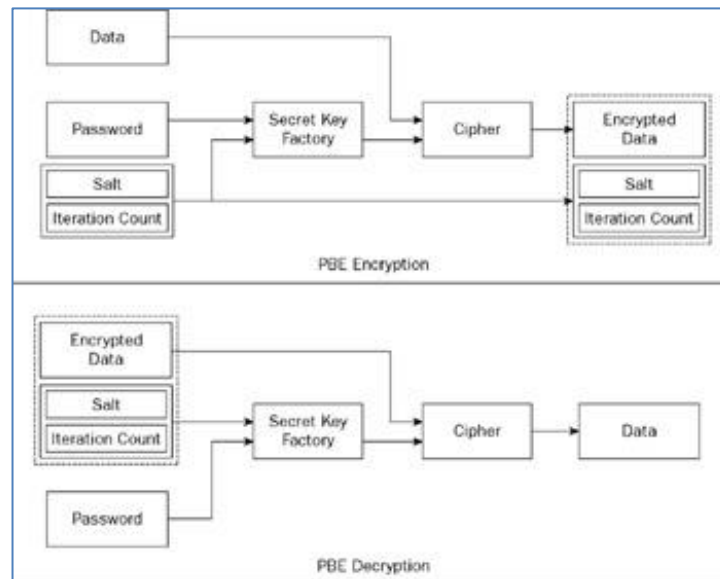 Data
Password
Secret Key
Factory
Cipher
Encrypted
Data
Salt
Iteration Count
Salt
Iteration Count
PBE Encryption
Encrypted
Data
Salt
Iteration Count
Secret Key
Factory
Cipher
Data
Password
PBE Decryption